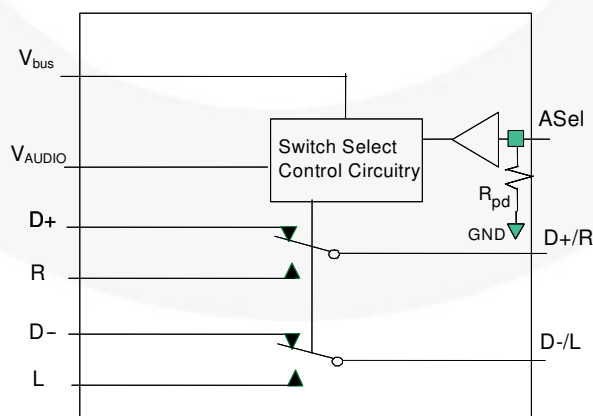 Vbus
ASel
Switch Select
Control Circuitry
VAUDIO
Rpd
D+
GND
D+/R
R
D−
D-/L
L